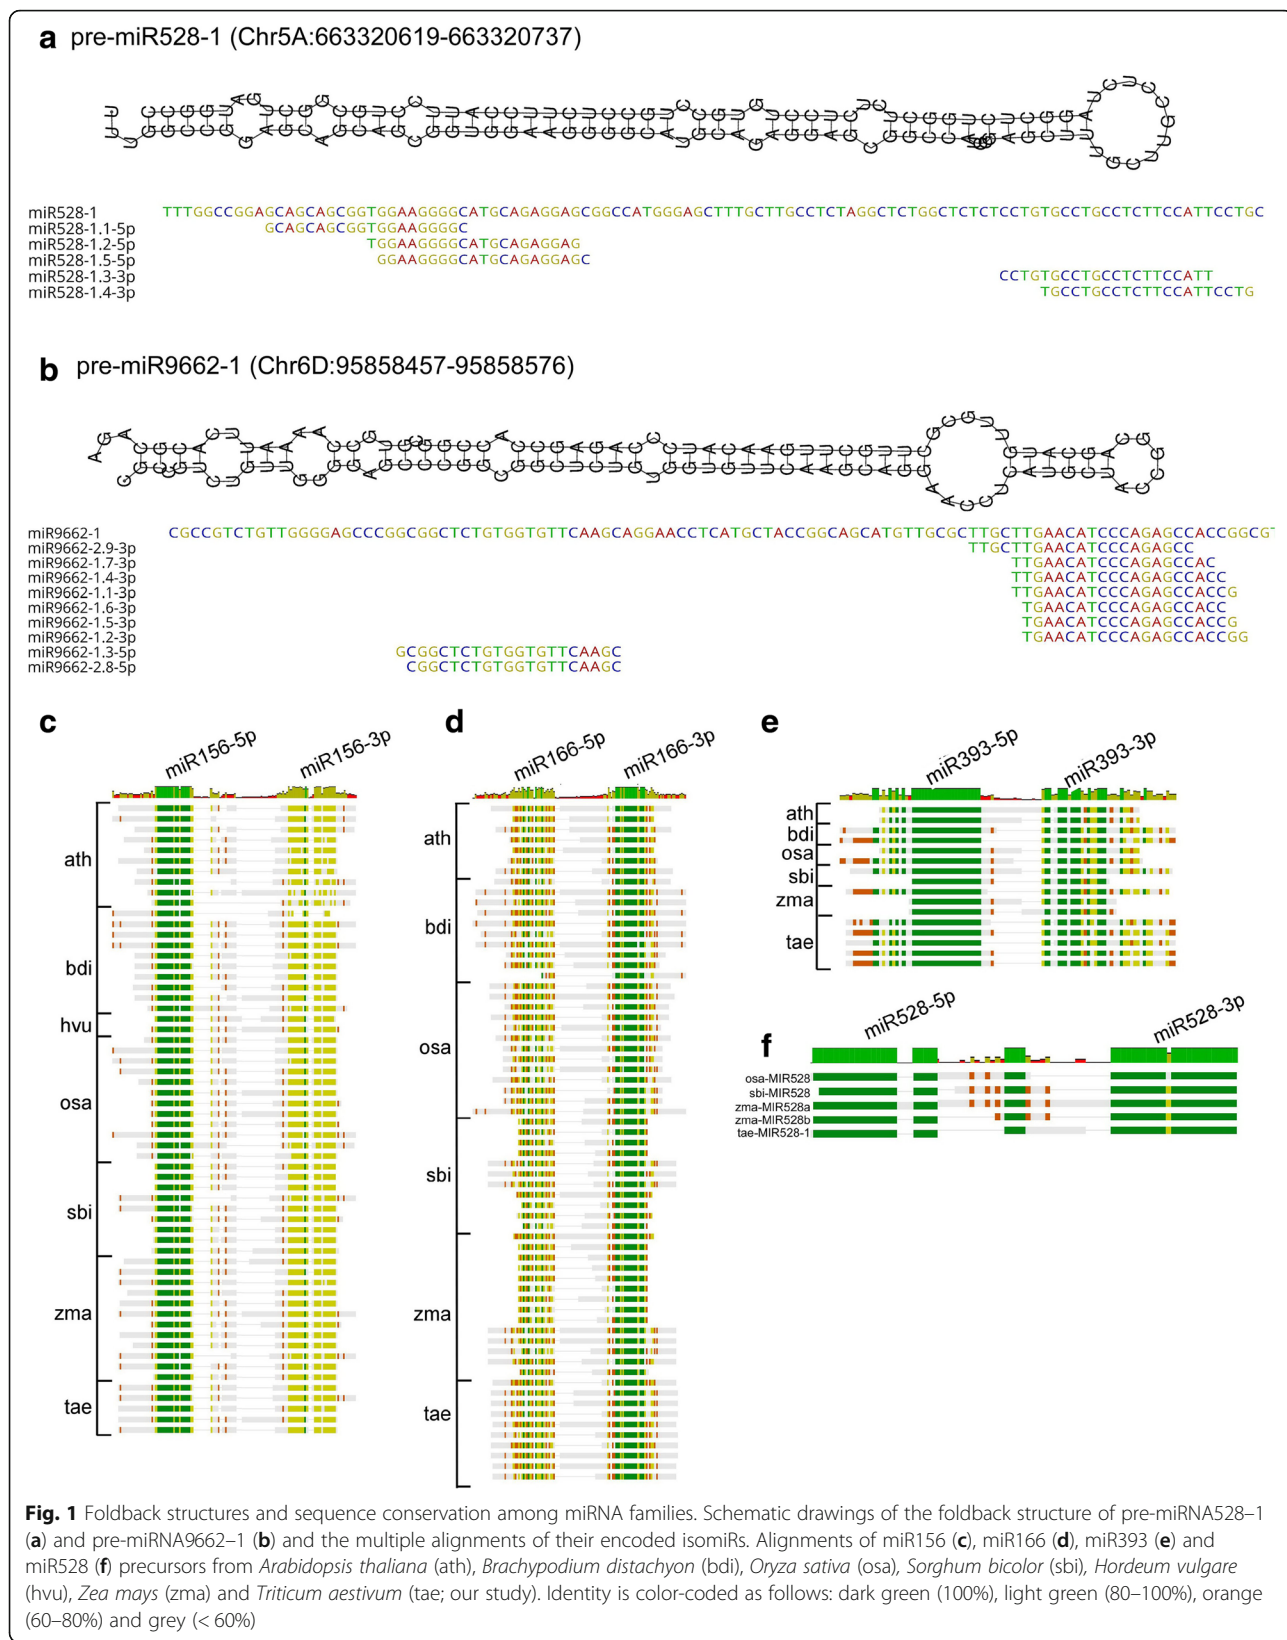 a pre-miR528-1 (Chr5A:663320619-663320737)
miR528-1 TTTGGCCGGAGCAGCAGCGGTGGAAGGGGCATGCAGAGGAGCGGCCATGGGAGCTTTGCTTGCCTCTAGGCTCTGGCTCTCTCCTGTGCCTGCCTCTTCCATTCCTGC
miR528-1.1-5p GCAGCAGCGGTGGAAGGGGC
miR528-1.2-5p TGGAAGGGGCATGCAGAGGAG
miR528-1.5-5p GGAAGGGGCATGCAGAGGAGC
miR528-1.3-3p CCTGTGCCTGCCTCTTCCATT
miR528-1.4-3p TGCCTGCCTCTTCCATTCCTG
b pre-miR9662-1 (Chr6D:95858457-95858576)
miR9662-1 CGCCGTCTGTTGGGGAGCCCGGCGGCTCTGTGGTGTTCAAGCAGGAACCTCATGCTACCGGCAGCATGTTGCGCTTGCTTGAACATCCCAGAGCCACCGGCG
miR9662-2.9-3p TTGCTTGAACATCCCAGAGCC
miR9662-1.7-3p TTGAACATCCCAGAGCCAC
miR9662-1.4-3p TTGAACATCCCAGAGCCACC
miR9662-1.1-3p TTGAACATCCCAGAGCCACCG
miR9662-1.6-3p TGAACATCCCAGAGCCACC
miR9662-1.5-3p TGAACATCCCAGAGCCACCG
miR9662-1.2-3p TGAACATCCCAGAGCCACCGG
miR9662-1.3-5p GCGGCTCTGTGGTGTTCAAGC
miR9662-2.8-5p CGGCTCTGTGGTGTTCAAGC
c
miR156-5p
miR156-3p
ath
bdi
hvu
osa
sbi
zma
tae
d
miR166-5p
miR166-3p
ath
bdi
osa
sbi
zma
tae
e
miR393-5p
miR393-3p
ath
bdi
osa
sbi
zma
tae
f
miR528-5p
miR528-3p
osa-MIR528
sbi-MIR528
zma-MIR528a
zma-MIR528b
tae-MIR528-1
Fig. 1 Foldback structures and sequence conservation among miRNA families. Schematic drawings of the foldback structure of pre-miRNA528–1
(a) and pre-miRNA9662–1 (b) and the multiple alignments of their encoded isomiRs. Alignments of miR156 (c), miR166 (d), miR393 (e) and
miR528 (f) precursors from Arabidopsis thaliana (ath), Brachypodium distachyon (bdi), Oryza sativa (osa), Sorghum bicolor (sbi), Hordeum vulgare
(hvu), Zea mays (zma) and Triticum aestivum (tae; our study). Identity is color-coded as follows: dark green (100%), light green (80–100%), orange
(60–80%) and grey (< 60%)